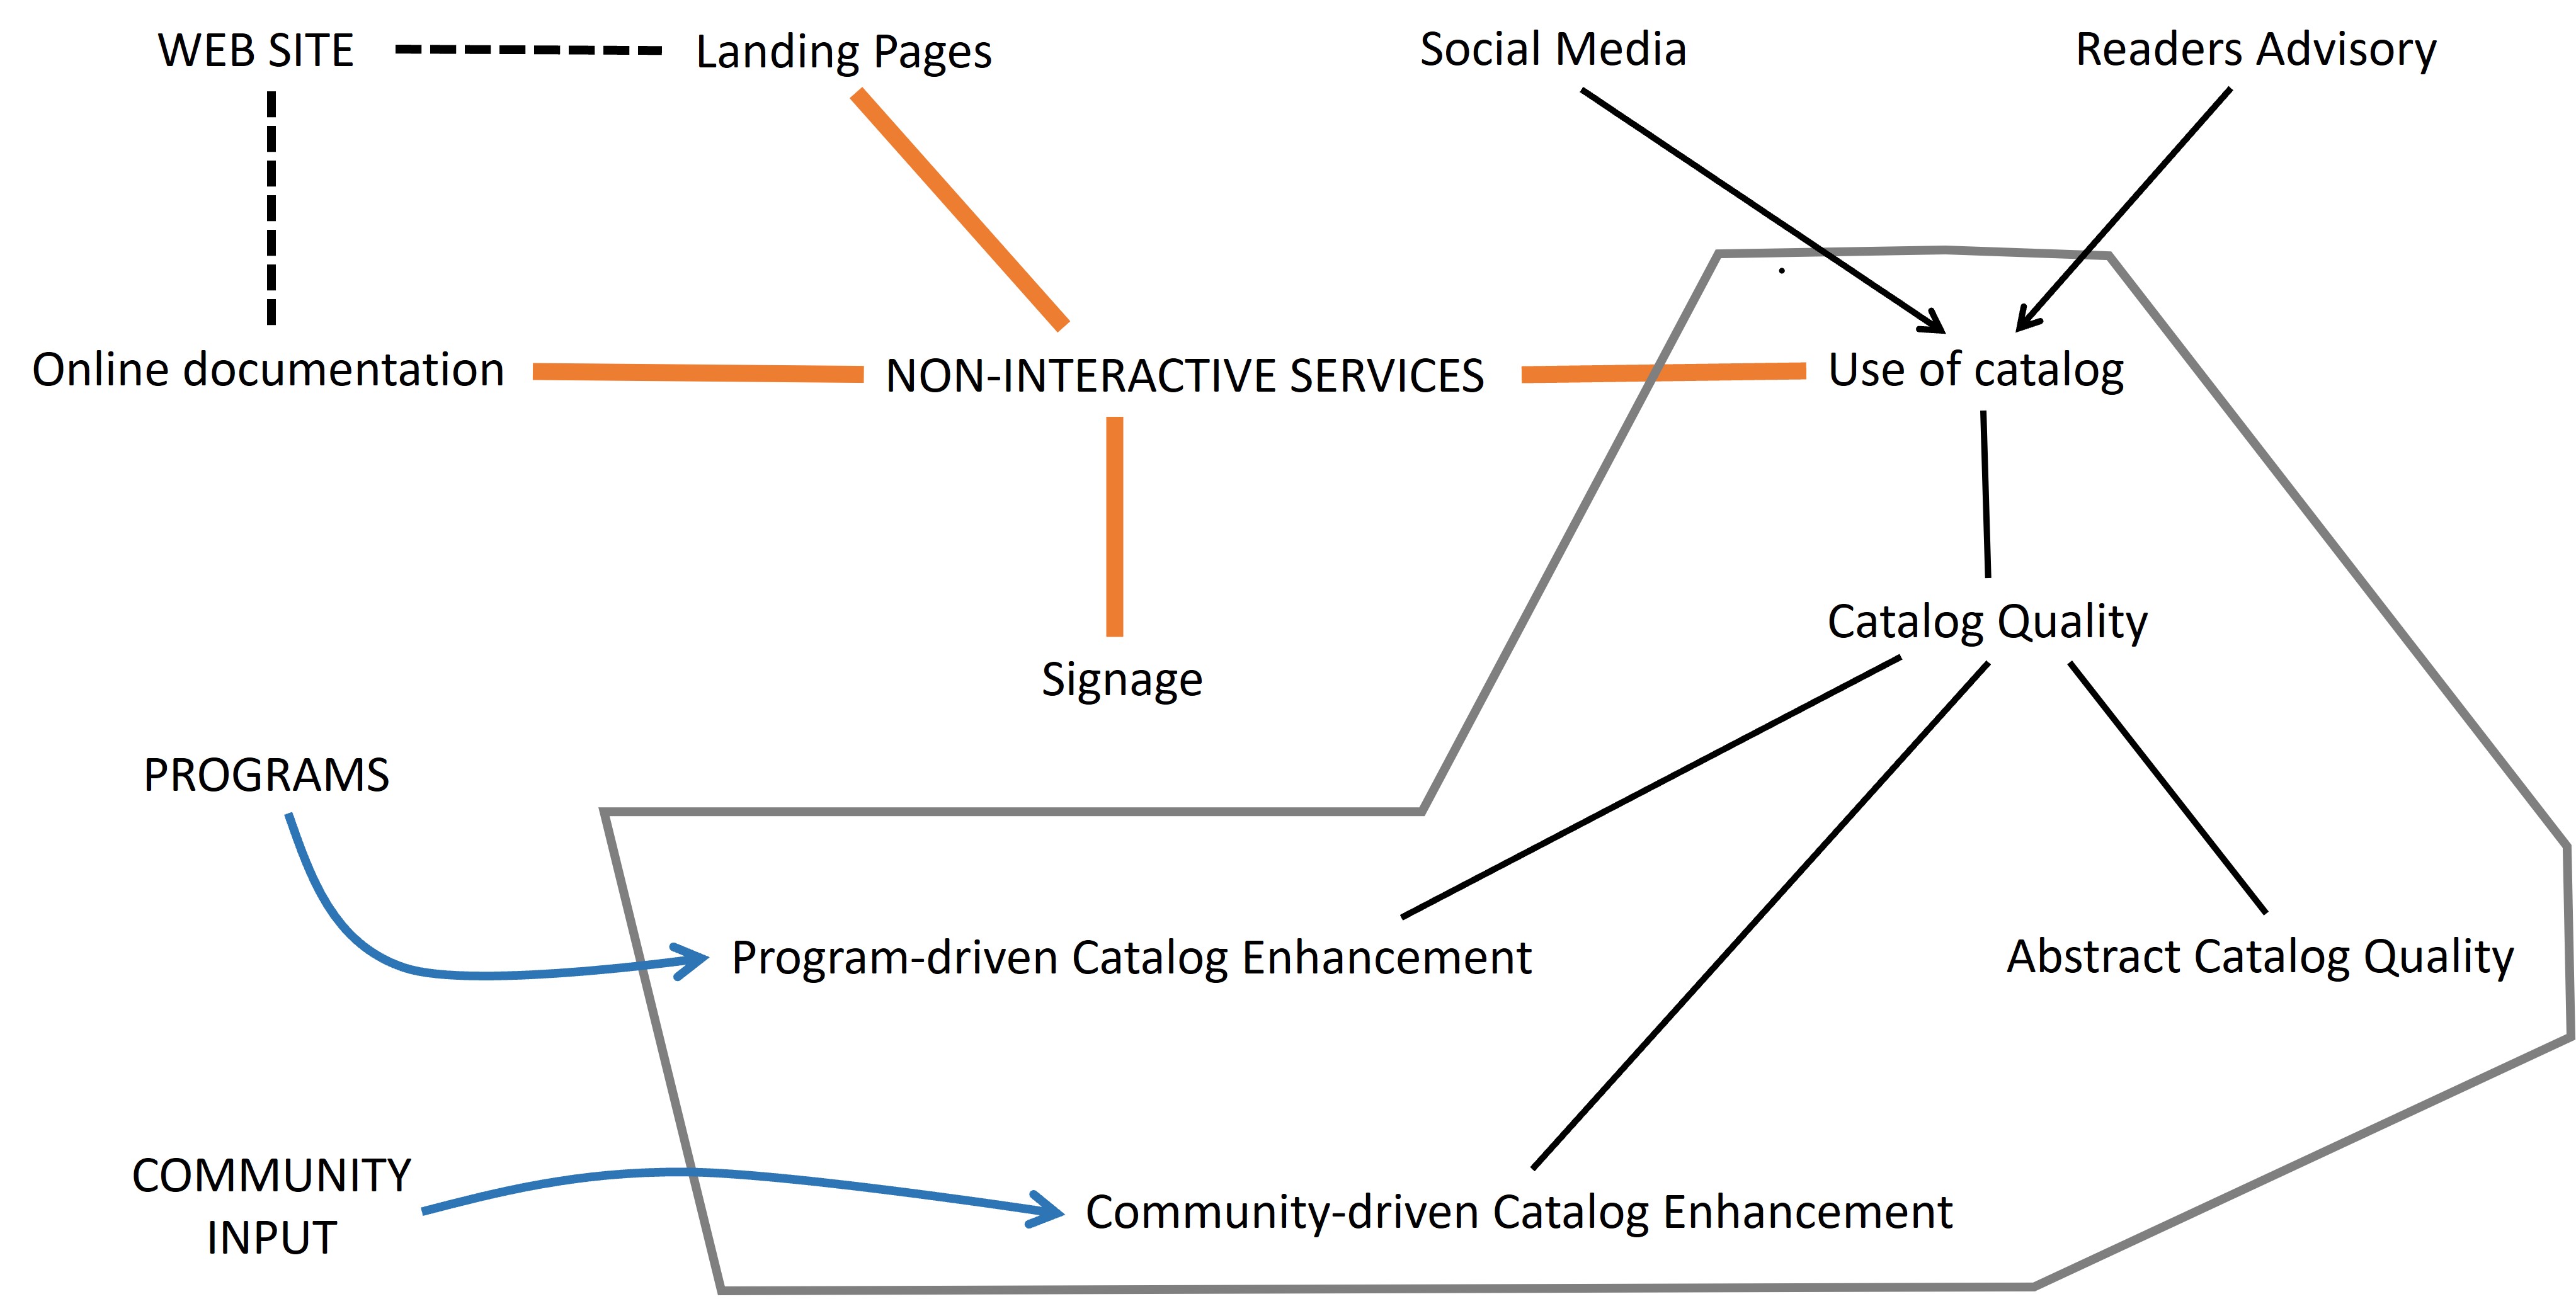 WEB SITE
Landing Pages
Social Media
Readers Advisory
Online documentation
NON-INTERACTIVE SERVICES
Use of catalog
Catalog Quality
Signage
PROGRAMS
Program-driven Catalog Enhancement
Abstract Catalog Quality
COMMUNITY
INPUT
Community-driven Catalog Enhancement